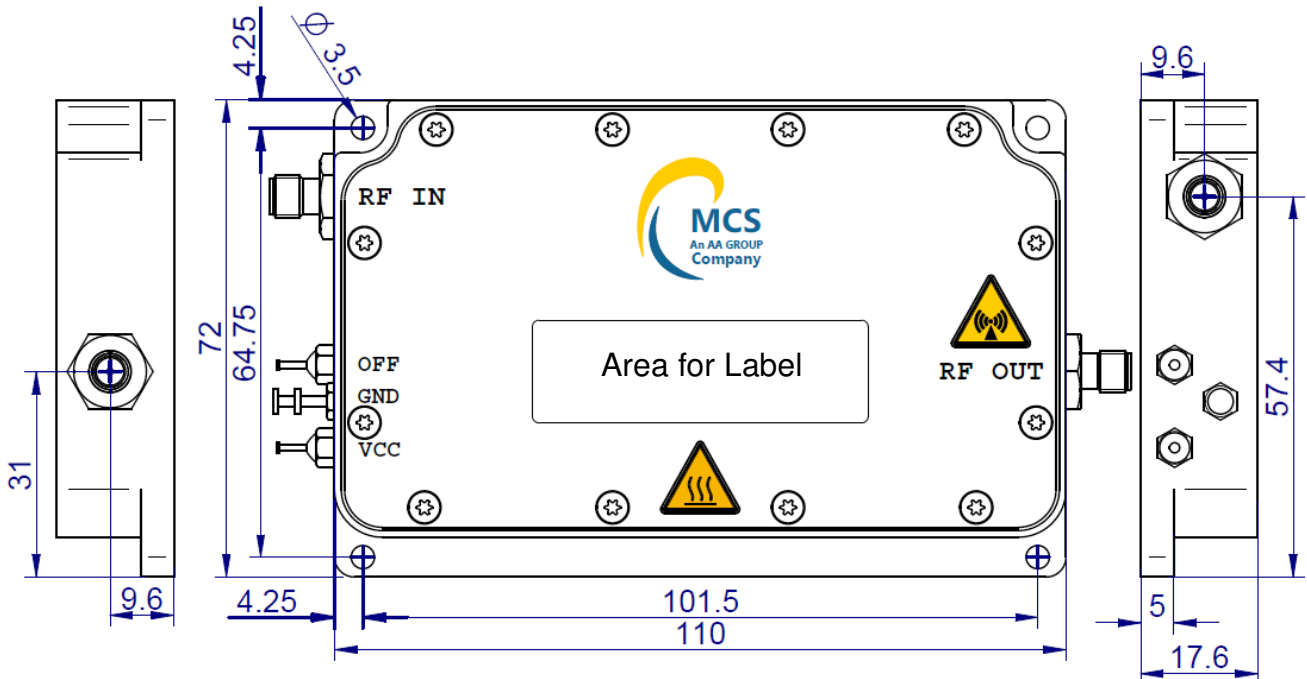 4.25
Ø 3.5
9.6
RF IN
MCS
An AA GROUP
Company
72
64.75
OFF
GND
VCC
Area for Label
RF OUT
57.4
31
9.6
4.25
101.5
110
5
17.6